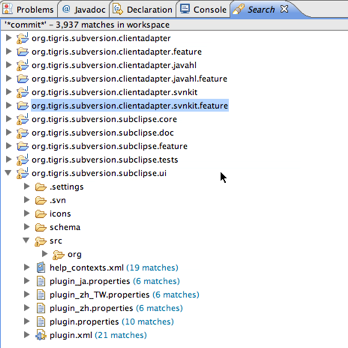 Problems @ Javadoc Declaration Console Search
'*commit*' - 3,937 matches in workspace
org.tigris.subversion.clientadapter
org.tigris.subversion.clientadapter.feature
org.tigris.subversion.clientadapter.javahl
org.tigris.subversion.clientadapter.javahl.feature
org.tigris.subversion.clientadapter.svnkit
org.tigris.subversion.clientadapter.svnkit.feature
org.tigris.subversion.subclipse.core
org.tigris.subversion.subclipse.doc
org.tigris.subversion.subclipse.feature
org.tigris.subversion.subclipse.tests
org.tigris.subversion.subclipse.ui
.settings
.svn
icons
schema
src
org
help_contexts.xml (19 matches)
plugin_ja.properties (6 matches)
plugin_zh_TW.properties (6 matches)
plugin_zh.properties (6 matches)
plugin.properties (10 matches)
plugin.xml (21 matches)